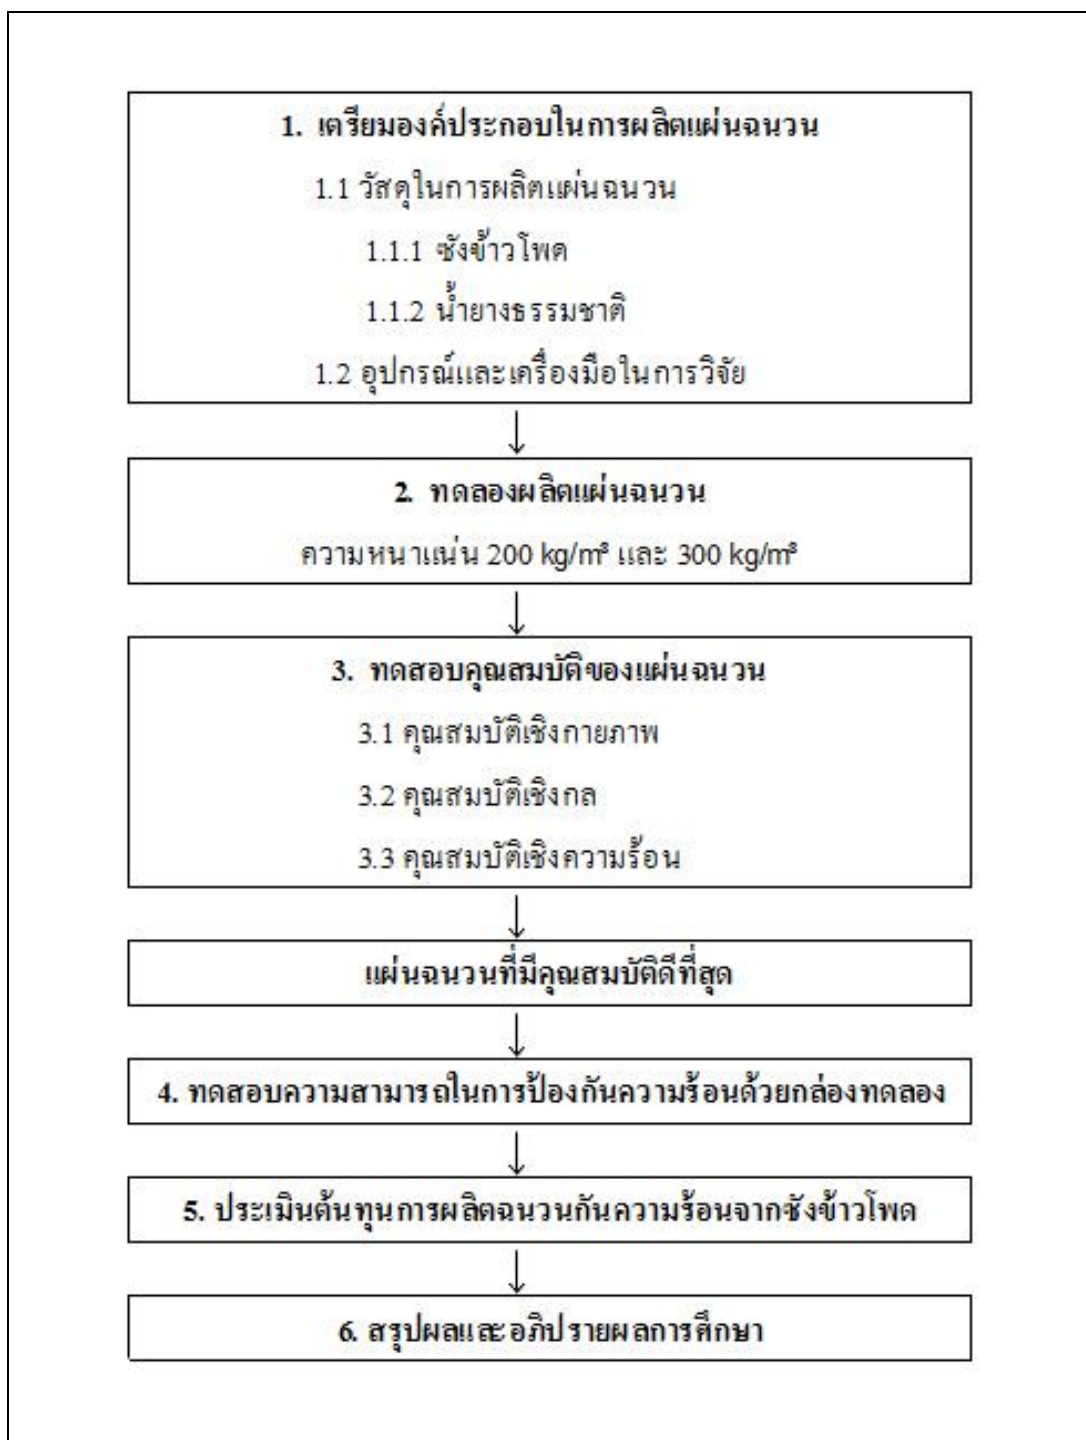 1. เตรียมองค์ประกอบในการผลิตแผ่นฉนวน
1.1 วัสดุในการผลิตแผ่นฉนวน
1.1.1 ซังข้าวโพด
1.1.2 น้ำยางธรรมชาติ
1.2 อุปกรณ์และเครื่องมือในการวิจัย
2. ทดลองผลิตแผ่นฉนวน
ความหนาแน่น 200 kg/m³ และ 300 kg/m³
3. ทดสอบคุณสมบัติของแผ่นฉนวน
3.1 คุณสมบัติเชิงกายภาพ
3.2 คุณสมบัติเชิงกล
3.3 คุณสมบัติเชิงความร้อน
แผ่นฉนวนที่มีคุณสมบัติดีที่สุด
4. ทดสอบความสามารถในการป้องกันความร้อนด้วยกล่องทดลอง
5. ประเมินต้นทุนการผลิตฉนวนกันความร้อนจากซังข้าวโพด
6. สรุปผลและอภิปรายผลการศึกษา